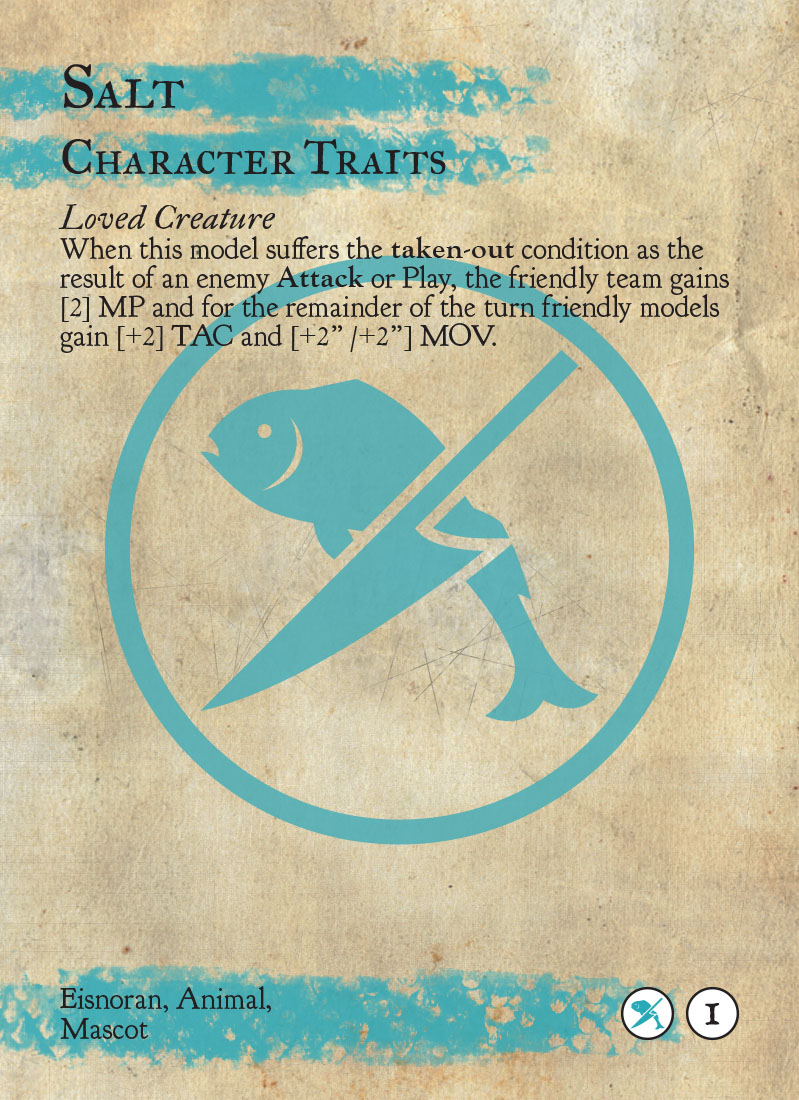 Salt
Character Traits
Loved Creature
When this model suffers the taken-out condition as the
result of an enemy Attack or Play, the friendly team gains
[2] MP and for the remainder of the turn friendly models
gain [+2] TAC and [+2” /+2”] MOV.
Eisnoran, Animal,
Mascot
1